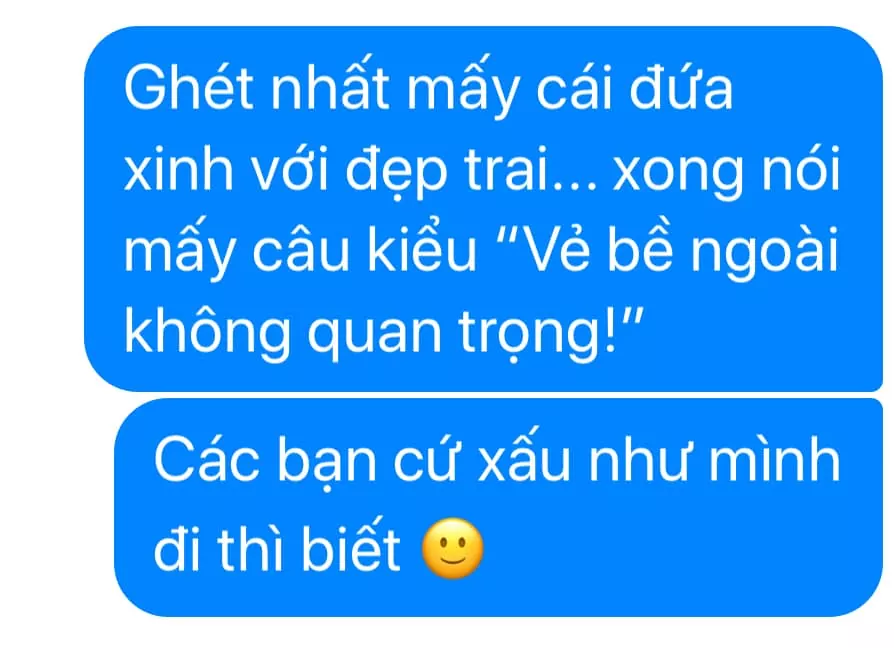 Ghét nhất mấy cái đứa
xinh với đẹp trai... xong nói
mấy câu kiểu “Vẻ bề ngoài
không quan trọng!”
Các bạn cứ xấu như mình
đi thì biết 🙂